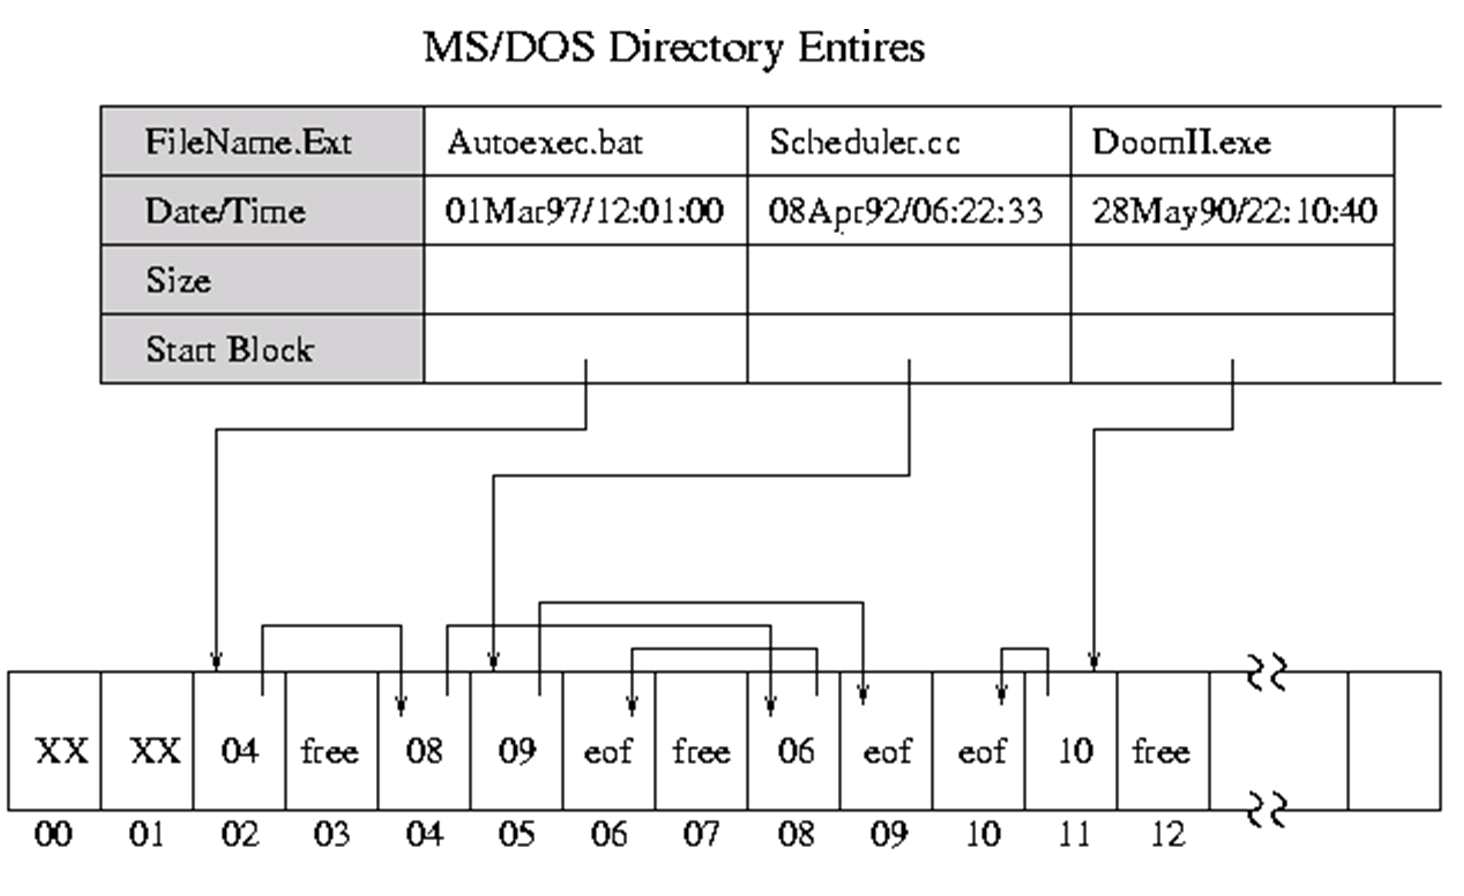 MS/DOS Directory Entires
FileName.Ext Autoexec.bat Scheduler.cc DoomII.exe
Date/Time 01Mar97/12:01:00 08Apr92/06:22:33 28May90/22:10:40
Size
Start Block
XX XX 04 free 08 09 eof free 06 eof eof 10 free
00 01 02 03 04 05 06 07 08 09 10 11 12